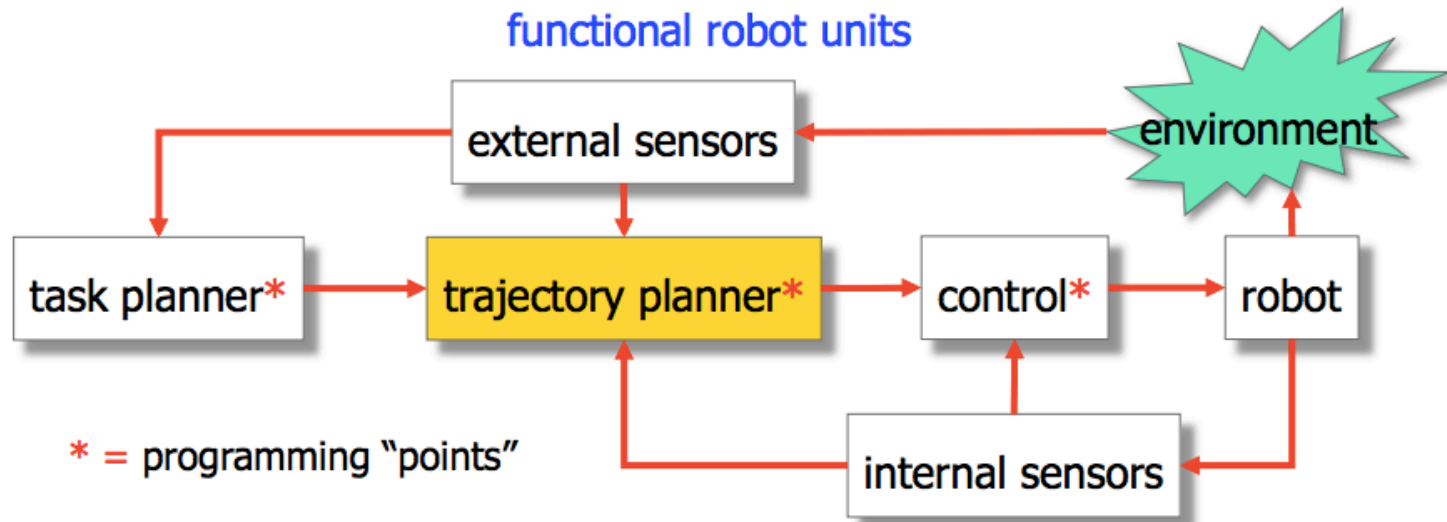 functional robot units
external sensors
environment
task planner*
trajectory planner*
control*
robot
* = programming “points”
internal sensors